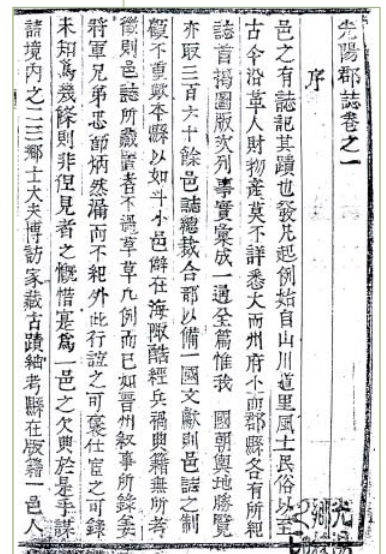 光陽郡誌卷之一
序
邑之有誌記其蹟也發凡起例始自山川道里風土民俗以至
古今沿革人財物産莫不詳悉大而州府小而郡縣各有所紀
誌首揭圖版次列事實彙成一通全篇惟我 國朝輿地勝覽
亦取三百六十餘邑誌總裁合部以備一國文獻則邑誌之制
顧不重歟本縣以如斗小邑僻在海陬酷經兵禍典籍無所考
徵則邑誌所藏實者不過草草凡例而已如晋州叙事所錄姜
將軍兄弟忠節炳然漏而不紀外此行誼之可褒仕宦之可錄
未知爲幾條則非但見者之慨惜寔爲一邑之欠典於是乎謀
諸境内之二三鄉士大夫博訪家藏古蹟紬考縣在版籍一邑人